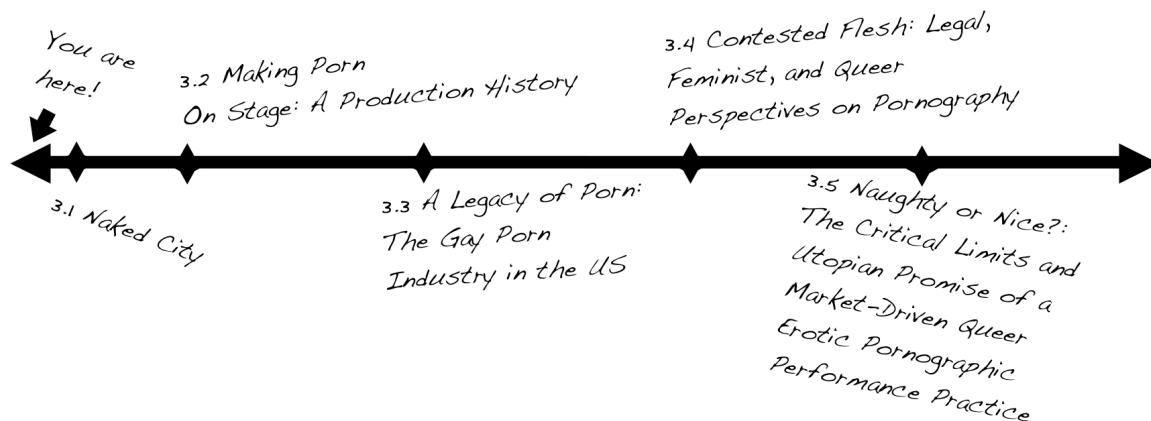 You are
here!
3.1 Naked City
3.2 Making Porn
On Stage: A Production History
3.3 A Legacy of Porn:
The Gay Porn
Industry in the US
3.4 Contested Flesh: Legal,
Feminist, and Queer
Perspectives on Pornography
3.5 Naughty or Nice?:
The Critical Limits and
Utopian Promise of a
Market-Driven Queer
Erotic Pornographic
Performance Practice